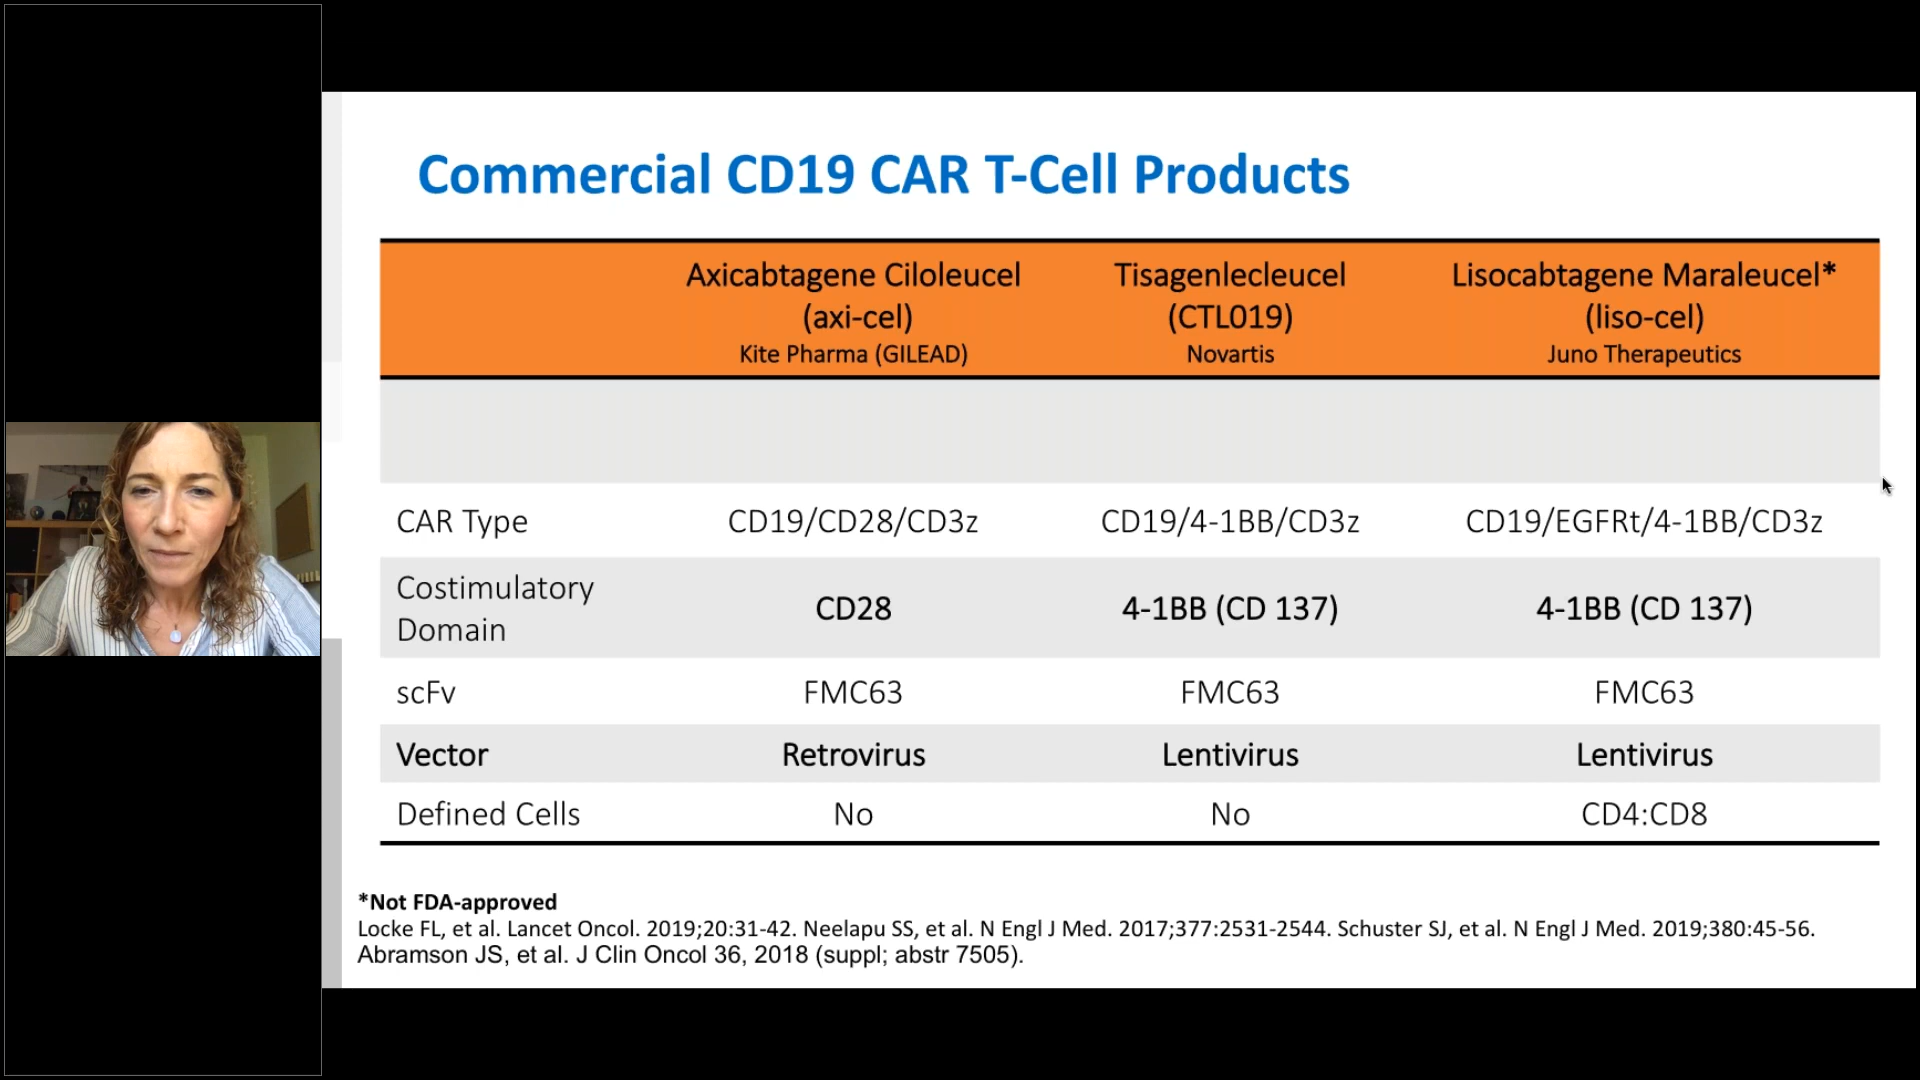 Commercial CD19 CAR T-Cell Products
Axicabtagene Ciloleucel
(axi-cel)
Kite Pharma (GILEAD)
Tisagenlecleucel
(CTL019)
Novartis
Lisocabtagene Maraleucel*
(liso-cel)
Juno Therapeutics
CAR Type CD19/CD28/CD3z CD19/4-1BB/CD3z CD19/EGFRt/4-1BB/CD3z
Costimulatory
Domain
CD28 4-1BB (CD 137) 4-1BB (CD 137)
scFv FMC63 FMC63 FMC63
Vector Retrovirus Lentivirus Lentivirus
Defined Cells No No CD4:CD8
*Not FDA-approved
Locke FL, et al. Lancet Oncol. 2019;20:31-42. Neelapu SS, et al. N Engl J Med. 2017;377:2531-2544. Schuster SJ, et al. N Engl J Med. 2019;380:45-56.
Abramson JS, et al. J Clin Oncol 36, 2018 (suppl; abstr 7505).